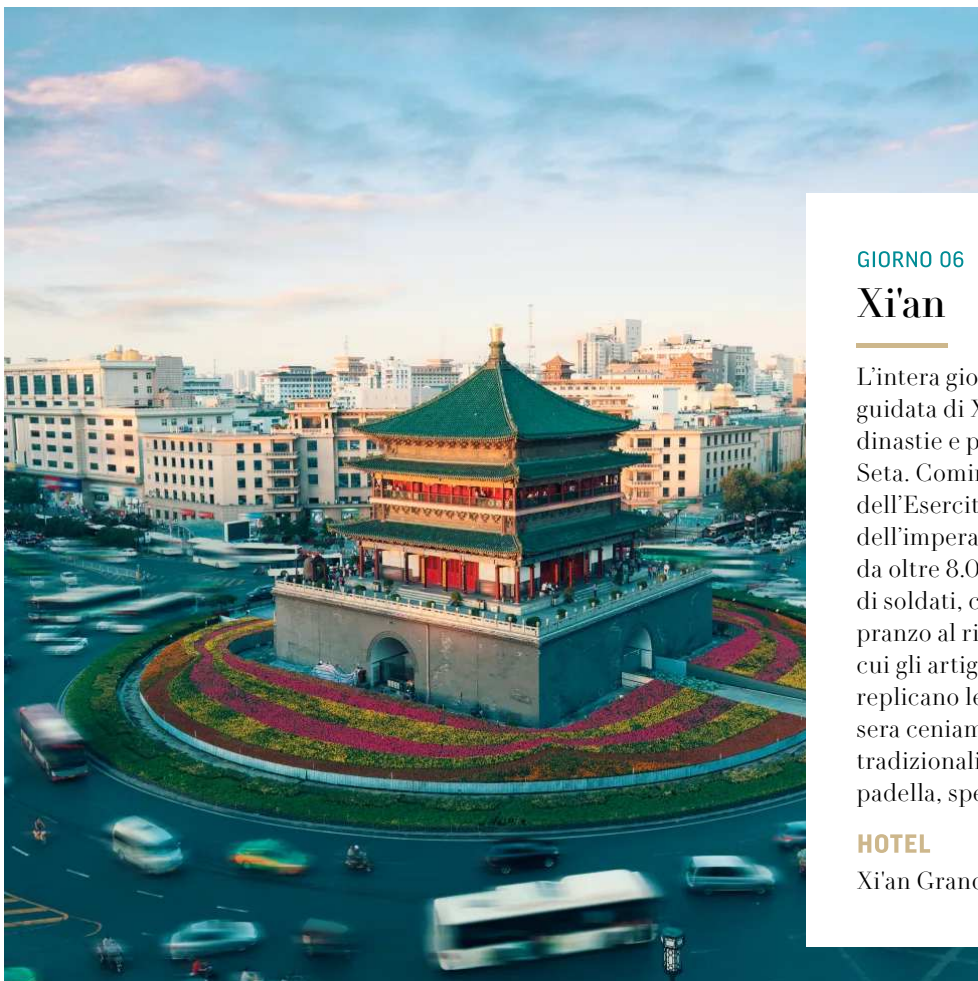 GIORNO 06
Xi'an
L'intera gio
guidata di X
dinastie e p
Seta. Comin
dell'Esercit
dell'impera
da oltre 8.0
di soldati, c
pranzo al ri
cui gli artig
replicano le
sera ceniam
tradizionali
padella, spe
HOTEL
Xi'an Grand